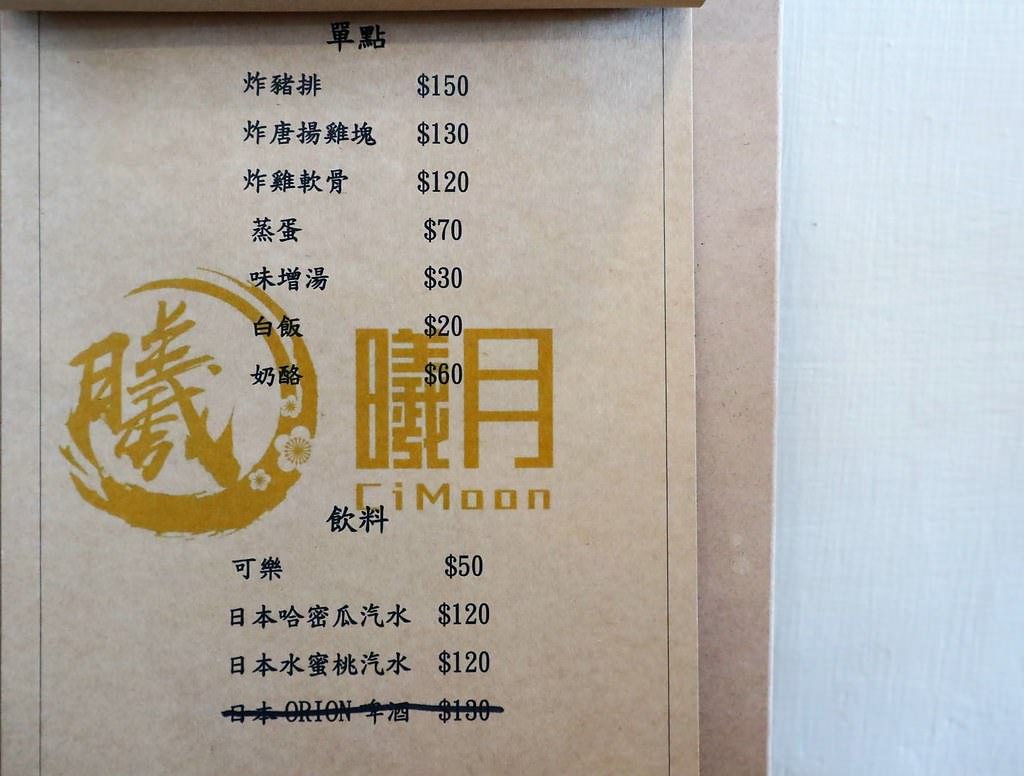 單點
炸豬排 $150
炸唐揚雞塊 $130
炸雞軟骨 $120
蒸蛋 $70
味增湯 $30
白飯 $20
奶酪 $60
曦月
曦月
CiMoon
飲料
可樂 $50
日本哈密瓜汽水 $120
日本水蜜桃汽水 $120
日本 ORION 啤酒 $130